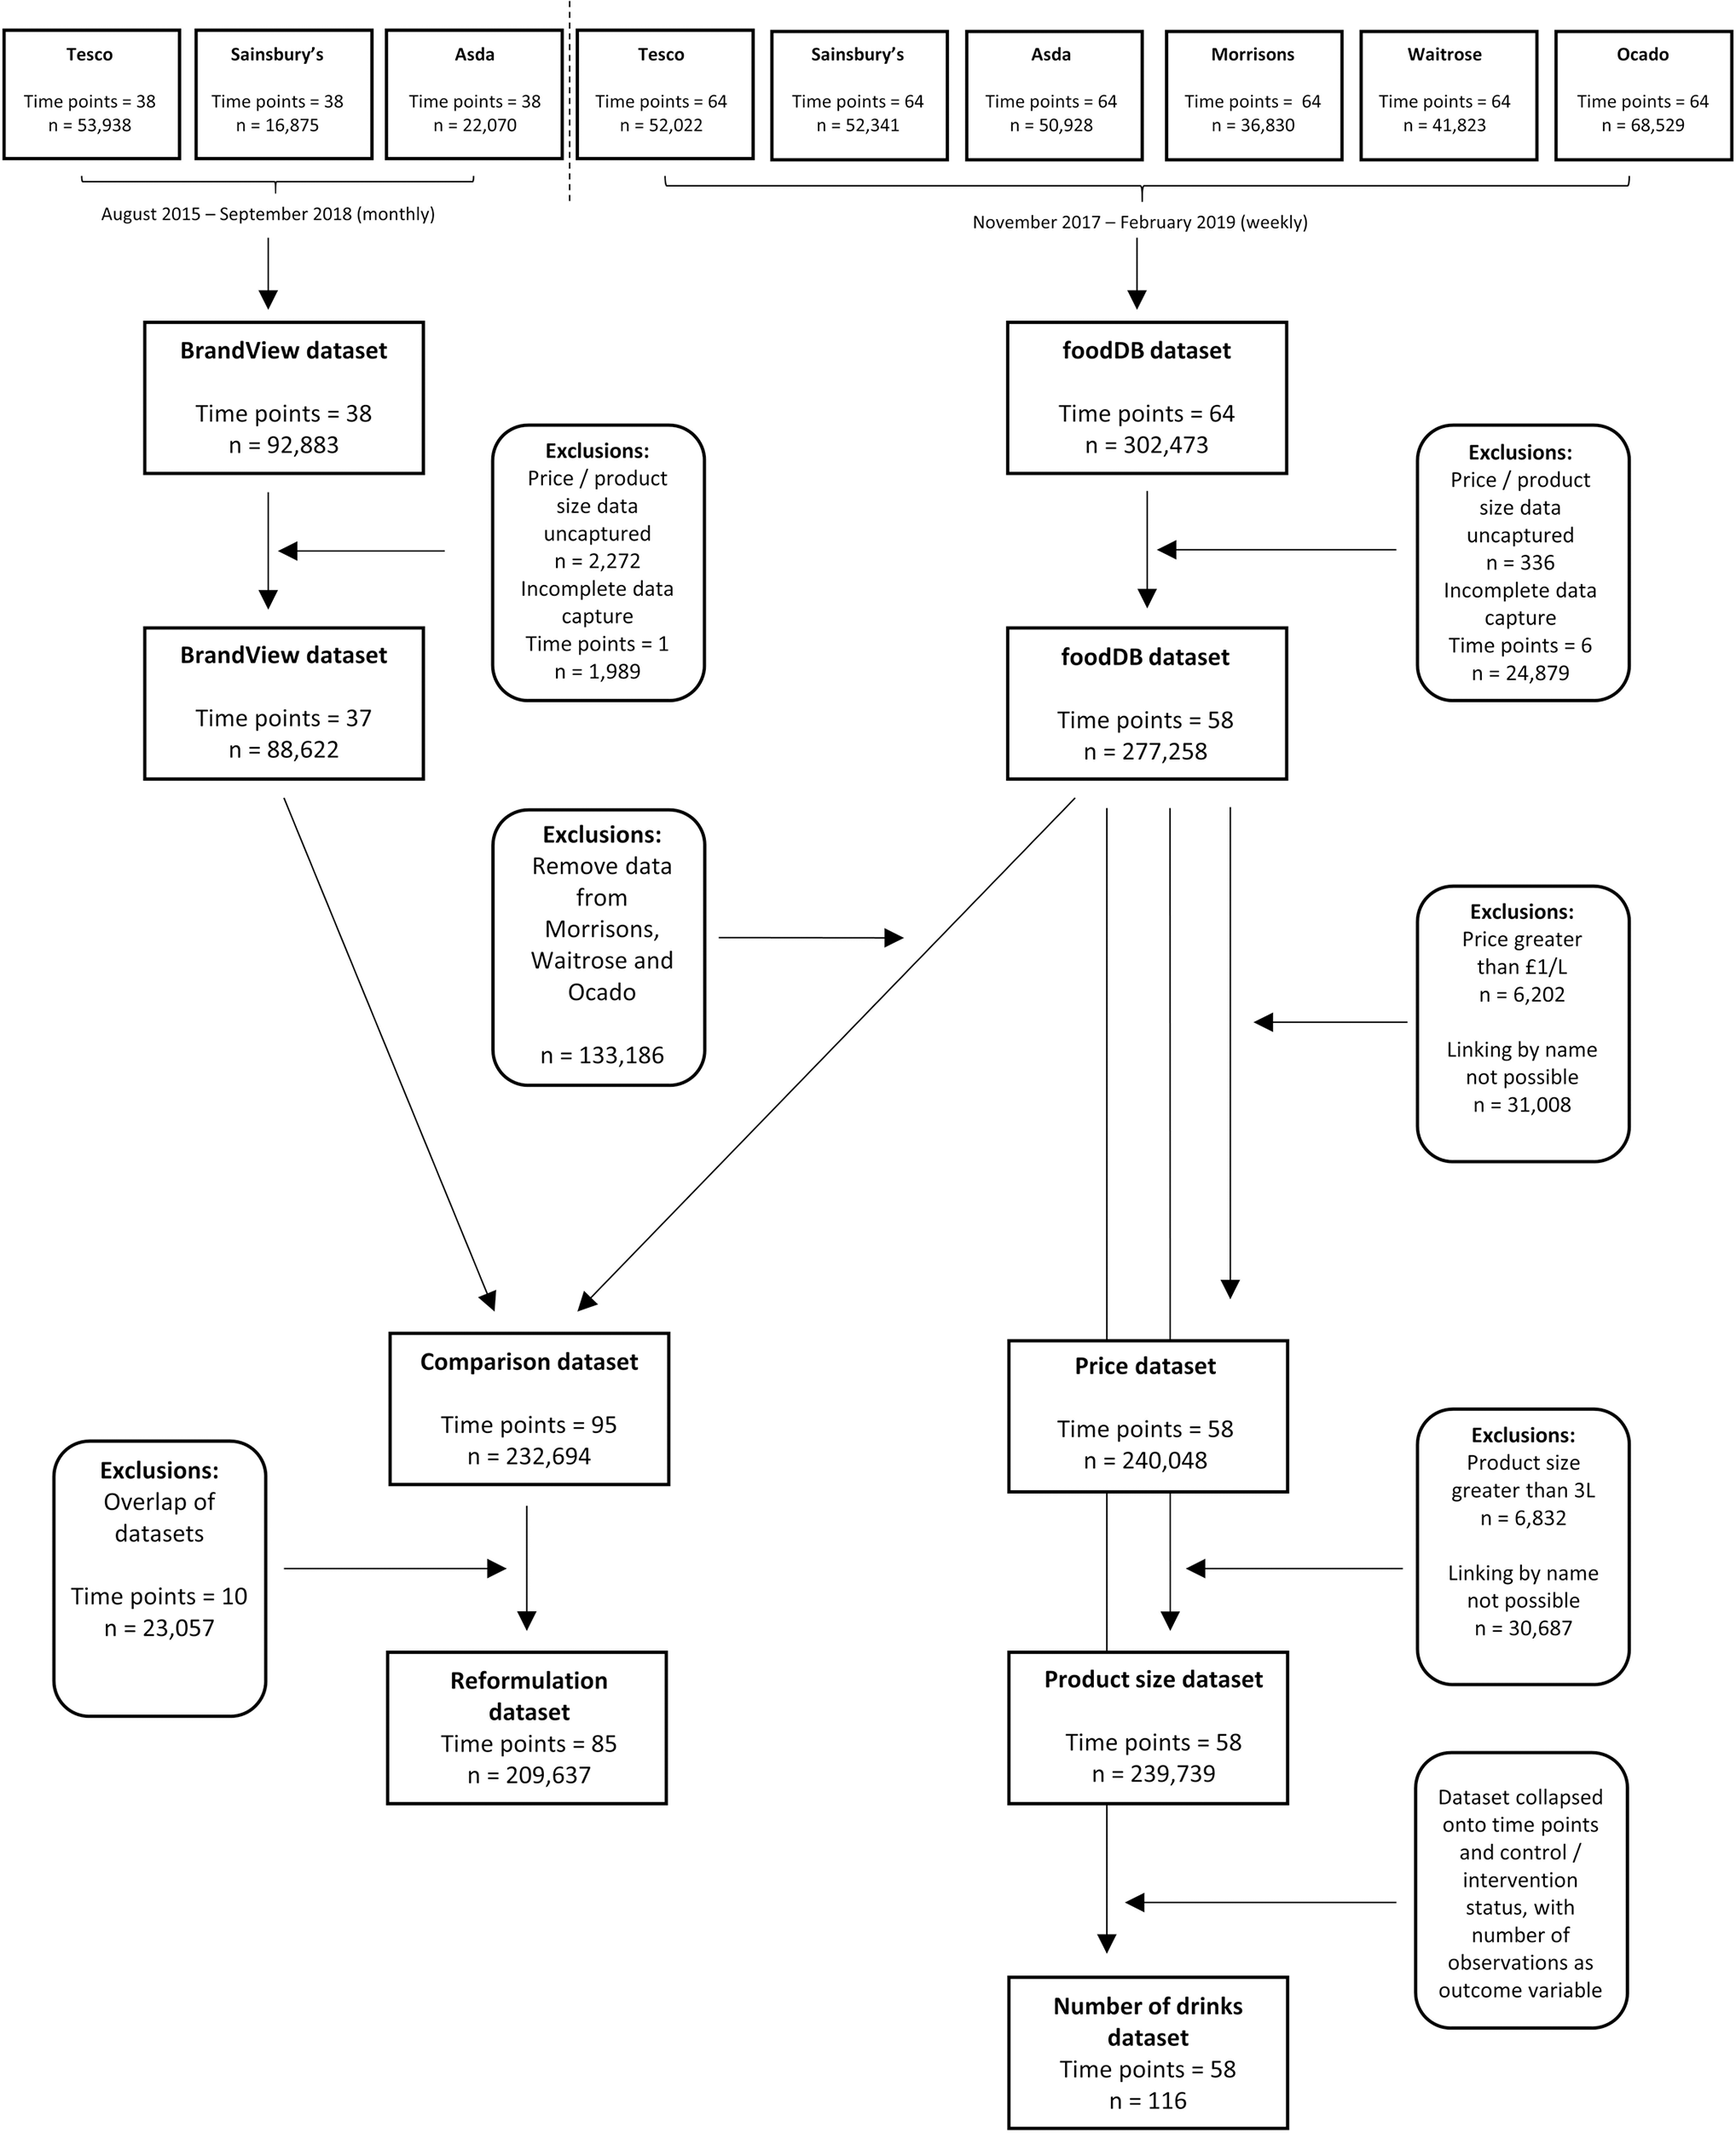 Tesco
Time points = 38
n = 53,938
Sainsbury’s
Time points = 38
n = 16,875
Asda
Time points = 38
n = 22,070
Tesco
Time points = 64
n = 52,022
Sainsbury’s
Time points = 64
n = 52,341
Asda
Time points = 64
n = 50,928
Morrisons
Time points = 64
n = 36,830
Waitrose
Time points = 64
n = 41,823
Ocado
Time points = 64
n = 68,529
August 2015 – September 2018 (monthly)
November 2017 – February 2019 (weekly)
BrandView dataset
Time points = 38
n = 92,883
foodDB dataset
Time points = 64
n = 302,473
Exclusions:
Price / product
size data
uncaptured
n = 2,272
Incomplete data
capture
Time points = 1
n = 1,989
Exclusions:
Price / product
size data
uncaptured
n = 336
Incomplete data
capture
Time points = 6
n = 24,879
BrandView dataset
Time points = 37
n = 88,622
foodDB dataset
Time points = 58
n = 277,258
Exclusions:
Remove data
from
Morrisons,
Waitrose and
Ocado
n = 133,186
Exclusions:
Price greater
than £1/L
n = 6,202
Linking by name
not possible
n = 31,008
Comparison dataset
Time points = 95
n = 232,694
Price dataset
Time points = 58
n = 240,048
Exclusions:
Overlap of
datasets
Time points = 10
n = 23,057
Exclusions:
Product size
greater than 3L
n = 6,832
Linking by name
not possible
n = 30,687
Reformulation
dataset
Time points = 85
n = 209,637
Product size dataset
Time points = 58
n = 239,739
Dataset collapsed
onto time points
and control /
intervention
status, with
number of
observations as
outcome variable
Number of drinks
dataset
Time points = 58
n = 116